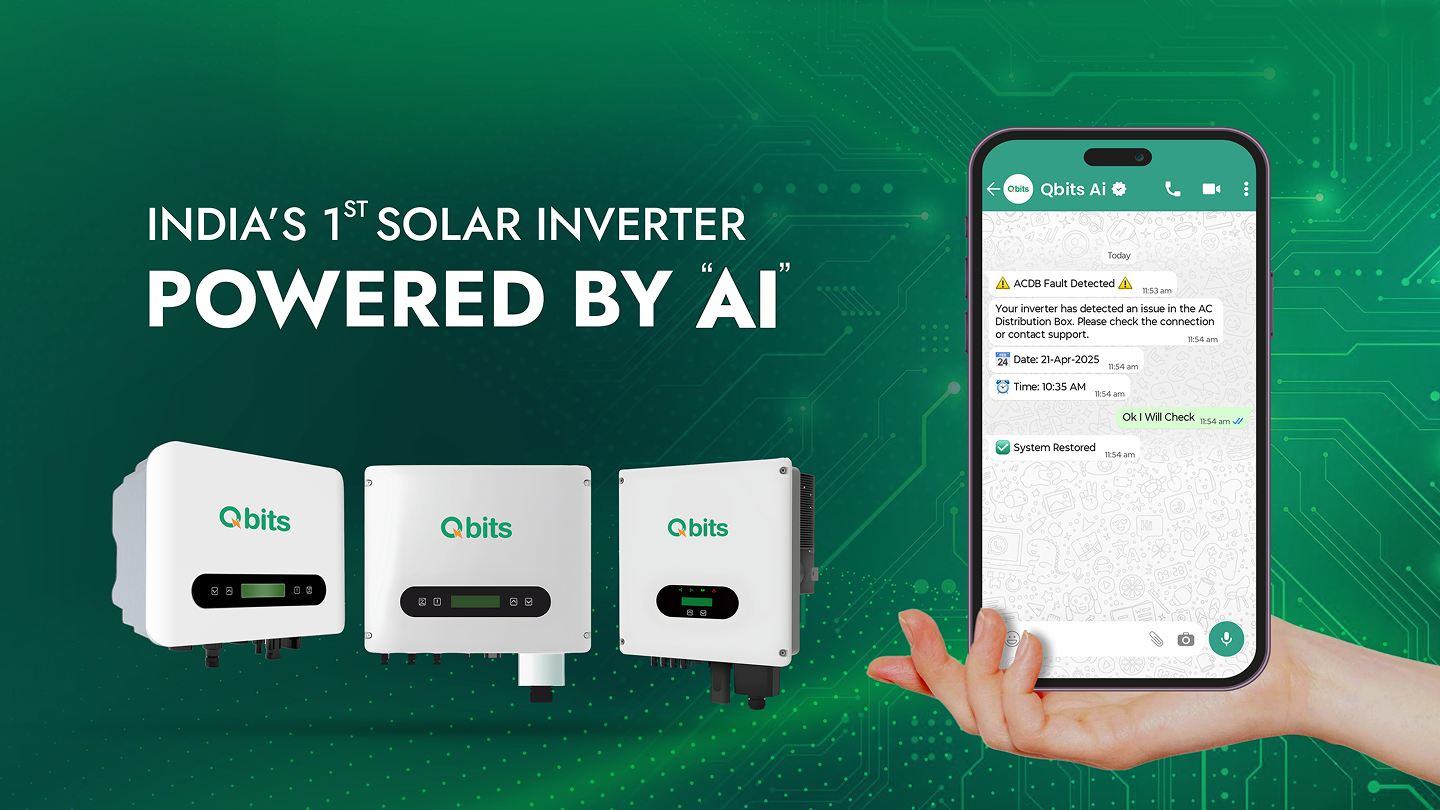 INDIA'S 1ST SOLAR INVERTER
POWERED BY “AI”
Qbits
Qbits
Qbits
Qbits
Qbits Ai
Today
⚠️ ACDB Fault Detected ⚠️ 11:53 am
Your inverter has detected an issue in the AC
Distribution Box. Please check the connection
or contact support.
11:54 am
FEB 24 Date: 21-Apr-2025 11:54 am
⏰ Time: 10:35 AM 11:54 am
Ok I Will Check 11:54 am
✅ System Restored 11:54 am